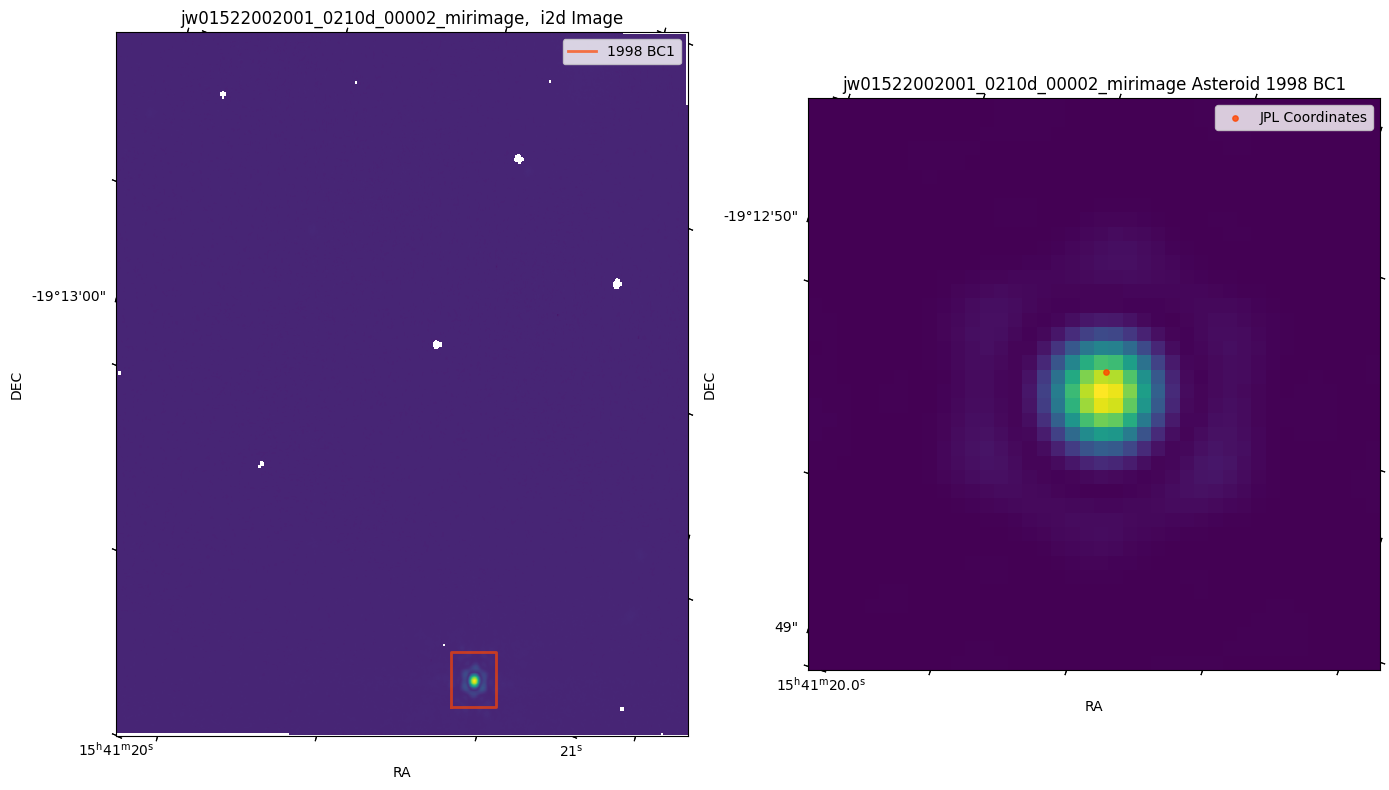 jw01522002001_0210d_00002_mirimage,  i2d Image
1998 BC1
-19°13'00"
DEC
15ʰ41ᵐ20ˢ
21ˢ
RA
jw01522002001_0210d_00002_mirimage Asteroid 1998 BC1
JPL Coordinates
-19°12'50"
DEC
49"
15ʰ41ᵐ20.0ˢ
RA